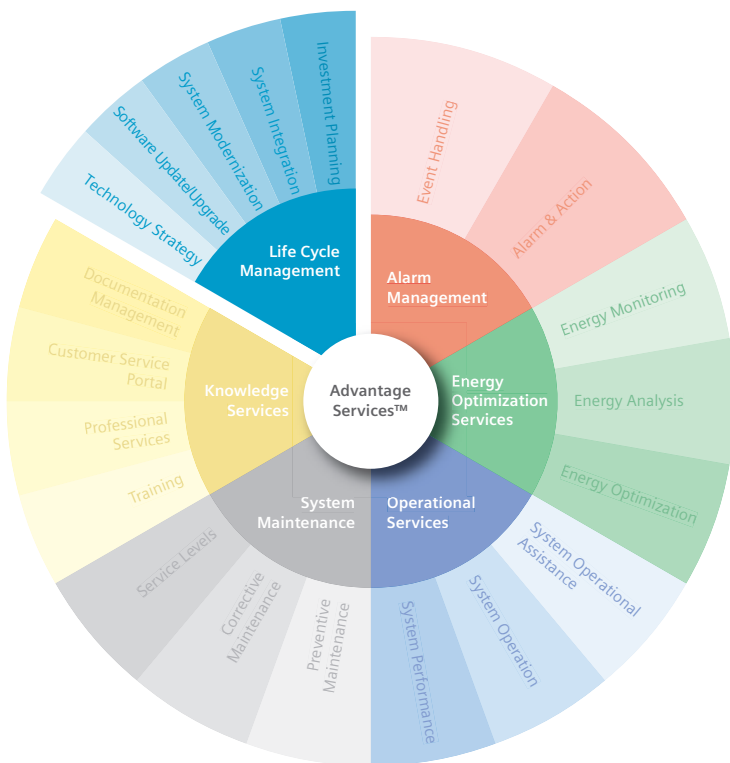 Advantage
Services™
Life Cycle
Management
Technology Strategy
Software Update/Upgrade
System Modernization
System Integration
Investment Planning
Alarm
Management
Event Handling
Alarm & Action
Energy
Optimization
Services
Energy Monitoring
Energy Analysis
Energy Optimization
Operational
Services
System Operational
Assistance
System Operation
System Performance
System
Maintenance
Preventive
Maintenance
Corrective
Maintenance
Service Levels
Knowledge
Services
Training
Professional
Services
Customer Service
Portal
Documentation
Management